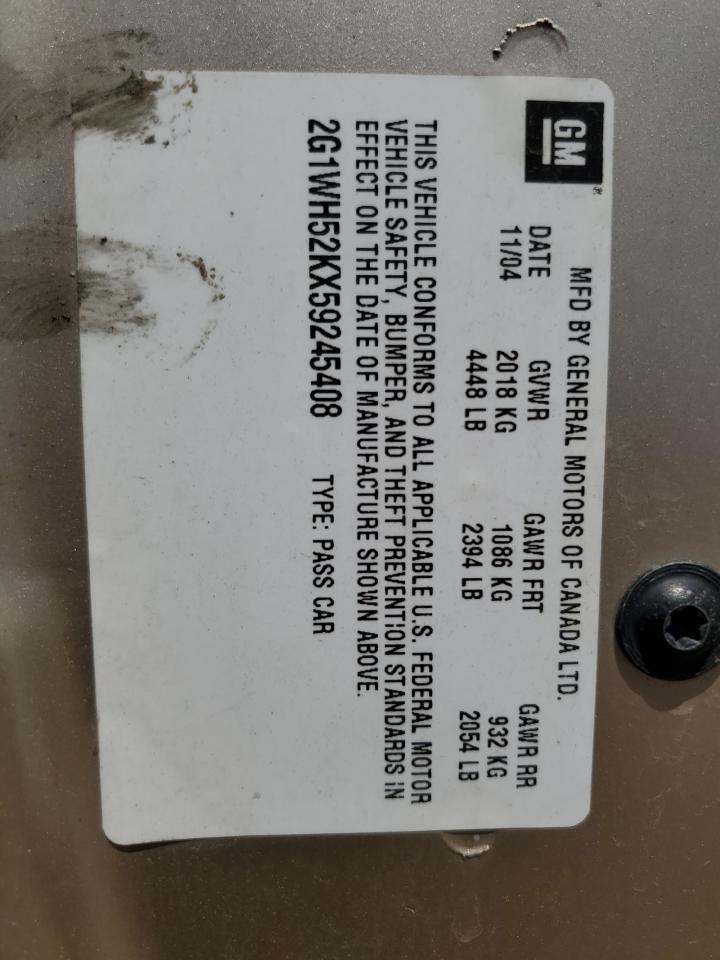 GM
MFD BY GENERAL MOTORS OF CANADA LTD.
DATE GVWR GAWR FRT GAWR RR
11/04 2018 KG 1086 KG 932 KG
4448 LB 2394 LB 2054 LB
THIS VEHICLE CONFORMS TO ALL APPLICABLE U.S. FEDERAL MOTOR
VEHICLE SAFETY, BUMPER, AND THEFT PREVENTION STANDARDS IN
EFFECT ON THE DATE OF MANUFACTURE SHOWN ABOVE.
2G1WH52KX59245408 TYPE: PASS CAR